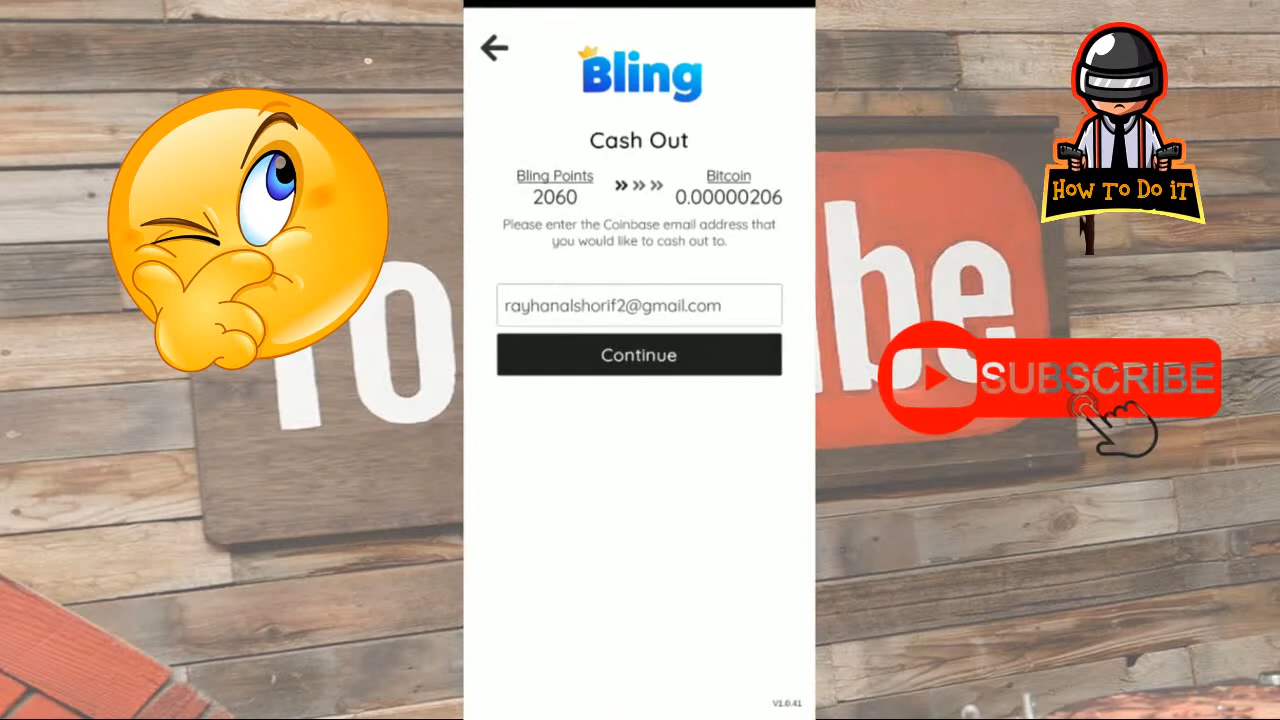 Bling
Cash Out
Bling Points
Bitcoin
2060
0.00000206
Please enter the Coinbase email address that
you would like to cash out to.
rayhanalshorif2@gmail.com
Continue
V1.0.41
HOW TO DO iT
SUBSCRIBE